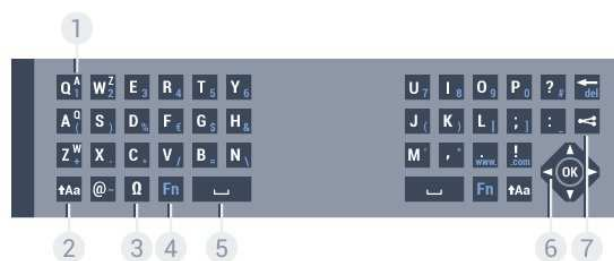 1
Q A 1 W Z 2 E 3 R 4 T 5 Y 6 U 7 I 8 O 9 P 0 ? # del
A Q ( S ) D % F € G $ H & J ( K ) L | ; ] : _
Z W + X - C * V / B = N \ M , . www. ! .com OK
Aa @ ~ Ω Fn Fn Aa
2 3 4 5 6 7